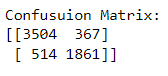 Confusuion Matrix:
[[3504  367]
 [ 514 1861]]